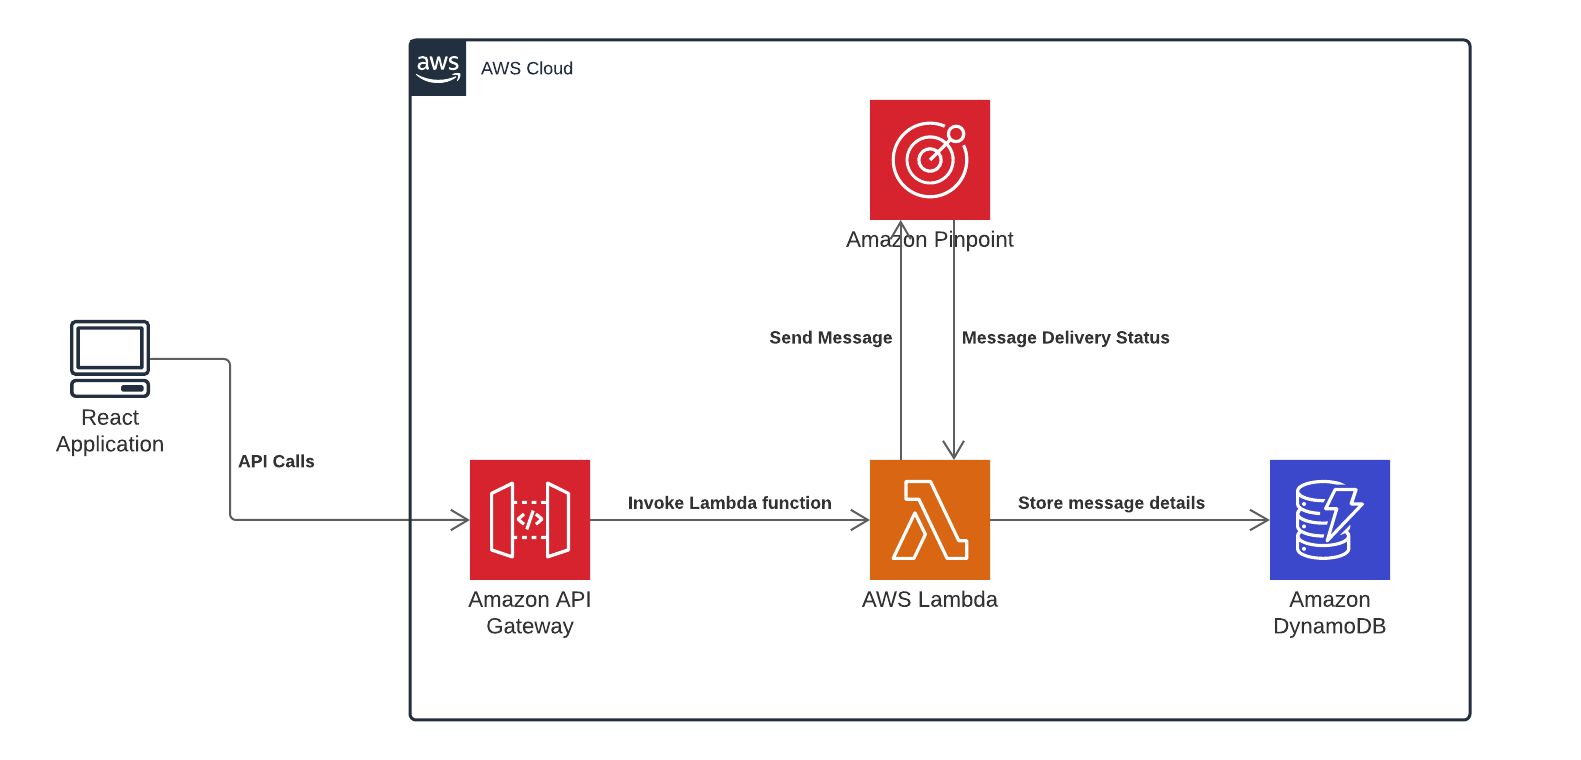 aws
AWS Cloud
Amazon Pinpoint
Send Message
Message Delivery Status
React
Application
API Calls
Invoke Lambda function
Store message details
</>
Amazon API
Gateway
AWS Lambda
Amazon
DynamoDB